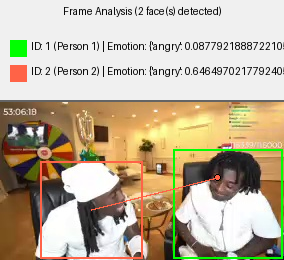 Frame Analysis (2 face(s) detected)
ID: 1 (Person 1) | Emotion: {'angry': 0.087792188872210
ID: 2 (Person 2) | Emotion: {'angry': 0.646497021779240
53:06:18